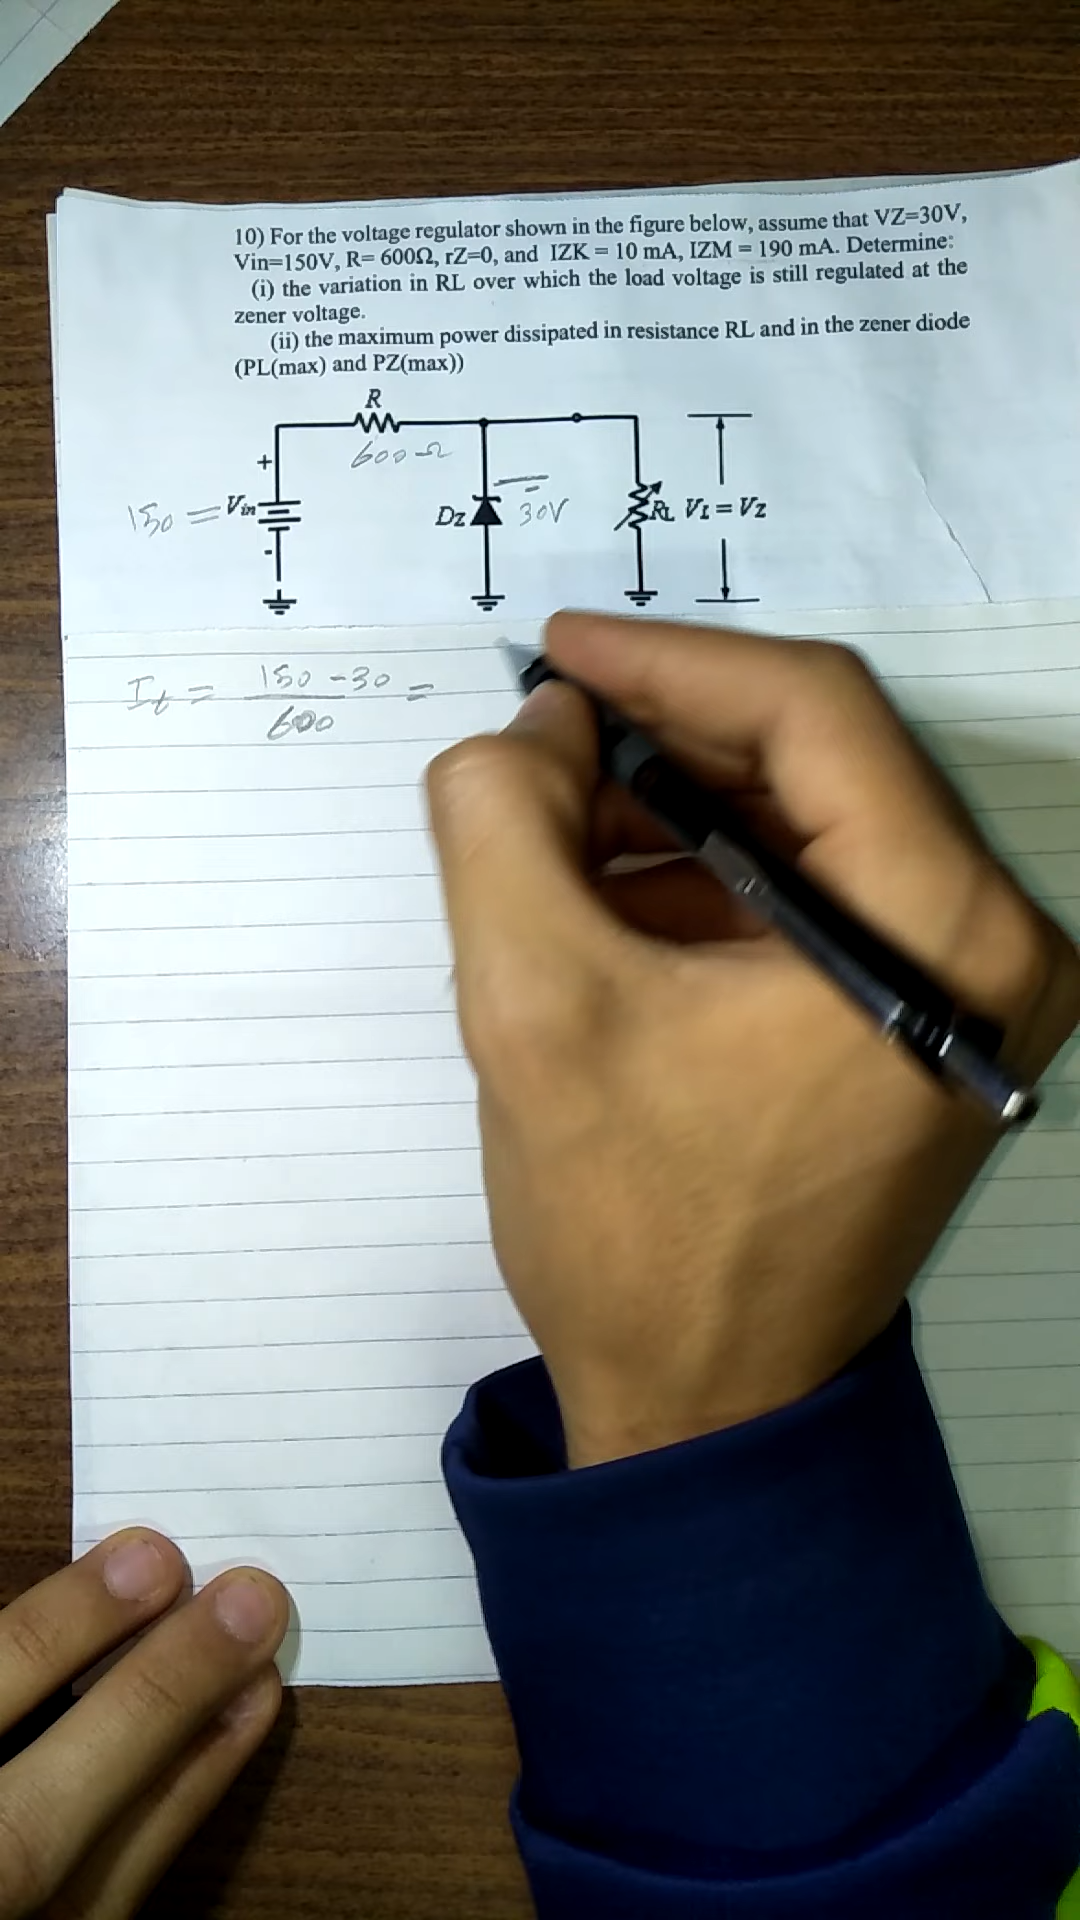 10) For the voltage regulator shown in the figure below, assume that VZ=30V,
Vin=150V, R= 600Ω, rZ=0, and IZK = 10 mA, IZM = 190 mA. Determine:
(i) the variation in RL over which the load voltage is still regulated at the
zener voltage.
(ii) the maximum power dissipated in resistance RL and in the zener diode
(PL(max) and PZ(max))
R
600 Ω
+
150 = Vin
-
Dz
30V
RL
VL = VZ
It = 150 - 30 =
600